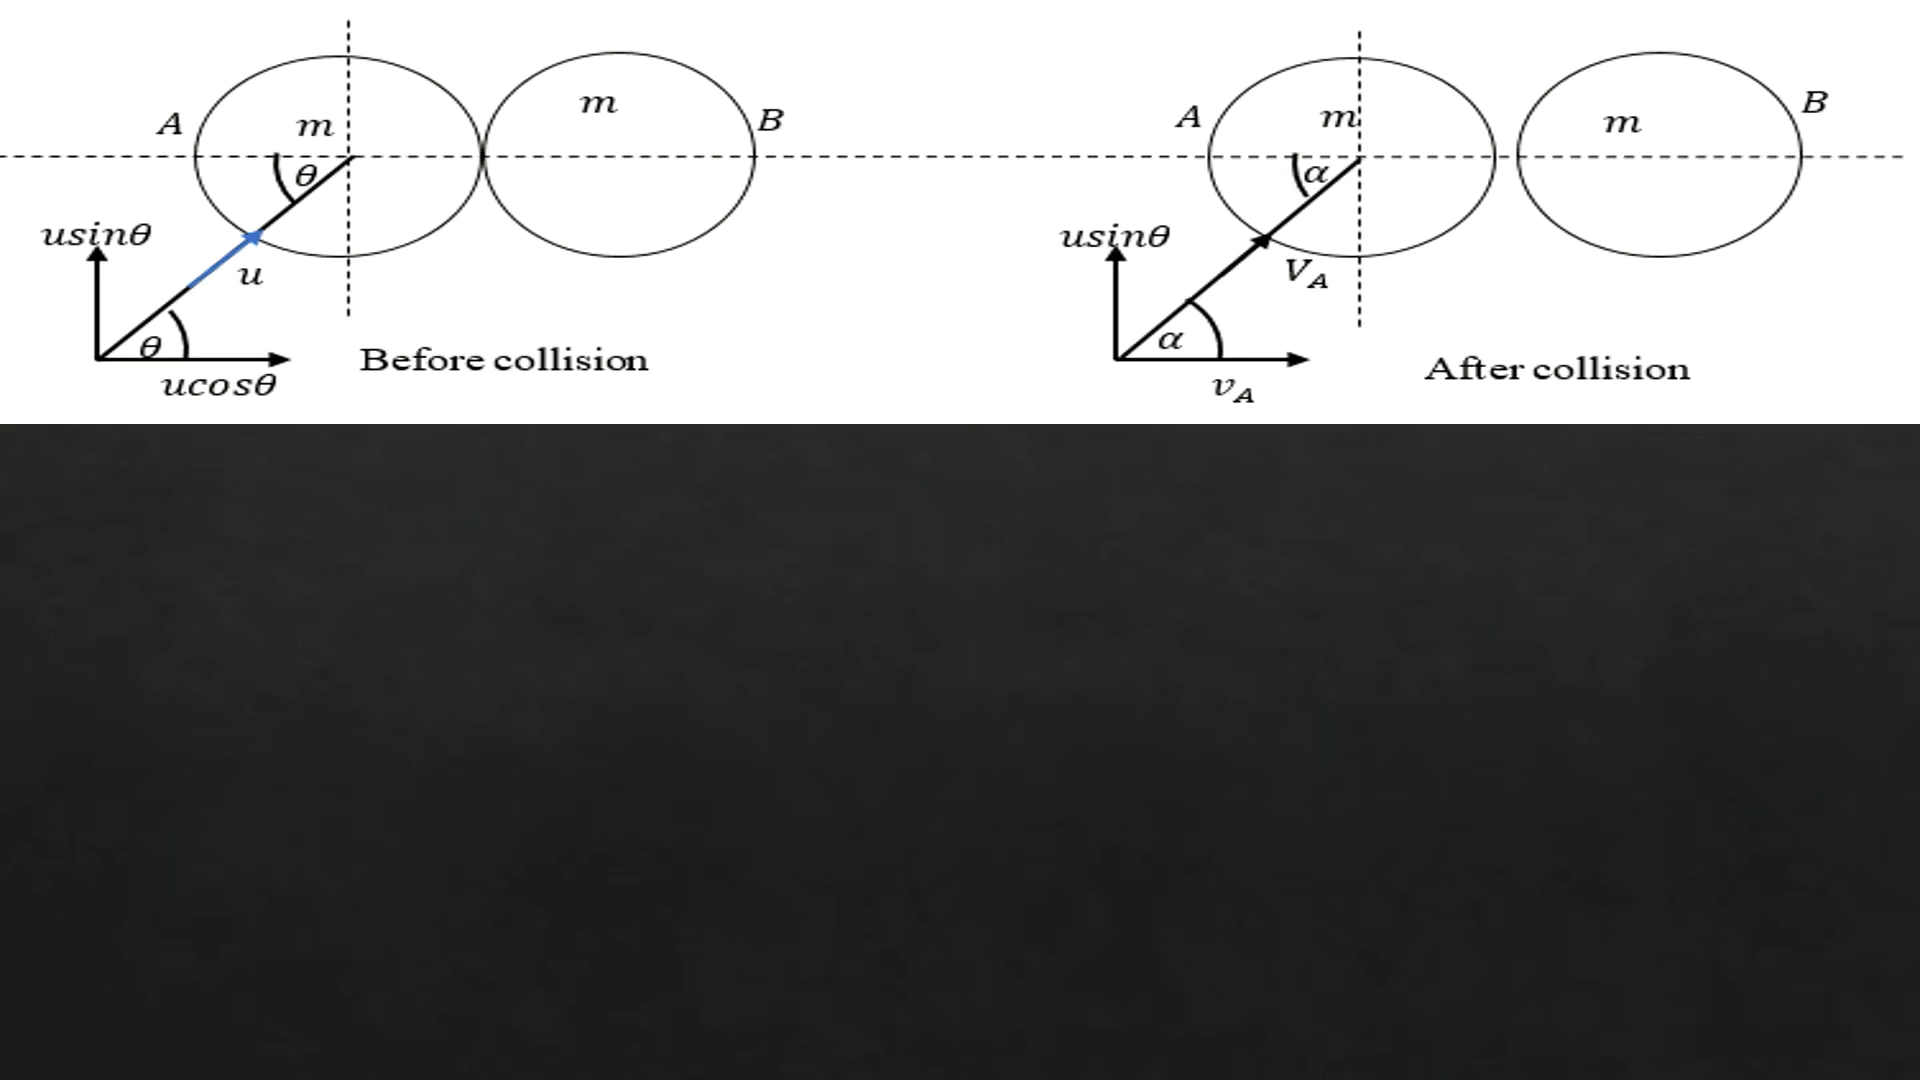 A
m
θ
m
B
usinθ
u
θ
ucosθ
Before collision
A
m
α
m
B
usinθ
V_A
α
v_A
After collision